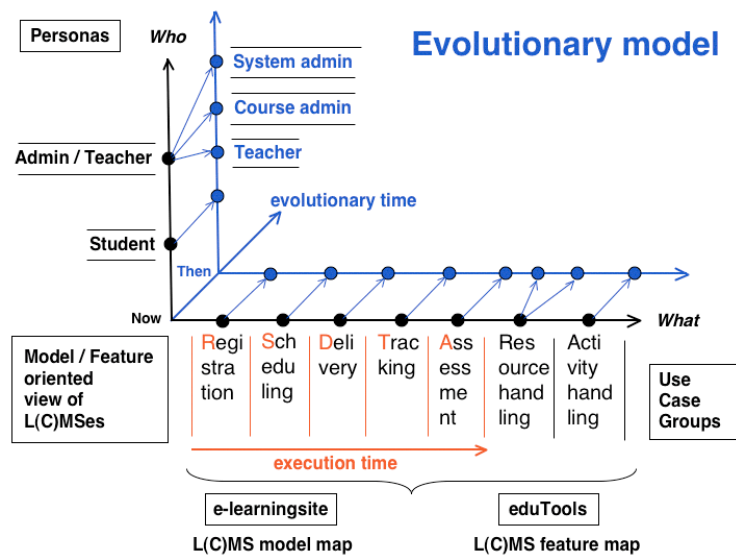 Evolutionary model
Personas
Who
System admin
Course admin
Teacher
Admin / Teacher
evolutionary time
Student
Then
Now
What
Model / Feature
oriented
view of
L(C)MSes
Regi
stra
tion
Sch
edu
ling
Deli
very
Trac
king
Ass
ess
me
nt
Res
ource
hand
ling
Acti
vity
hand
ling
Use
Case
Groups
execution time
e-learningsite
eduTools
L(C)MS model map
L(C)MS feature map